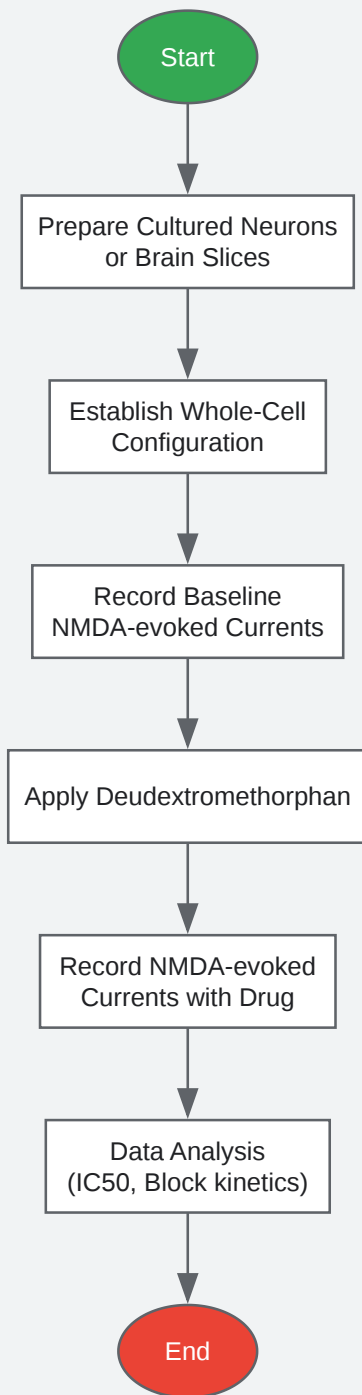 Start
Prepare Cultured Neurons
or Brain Slices
Establish Whole-Cell
Configuration
Record Baseline
NMDA-evoked Currents
Apply Deudextromethorphan
Record NMDA-evoked
Currents with Drug
Data Analysis
(IC50, Block kinetics)
End